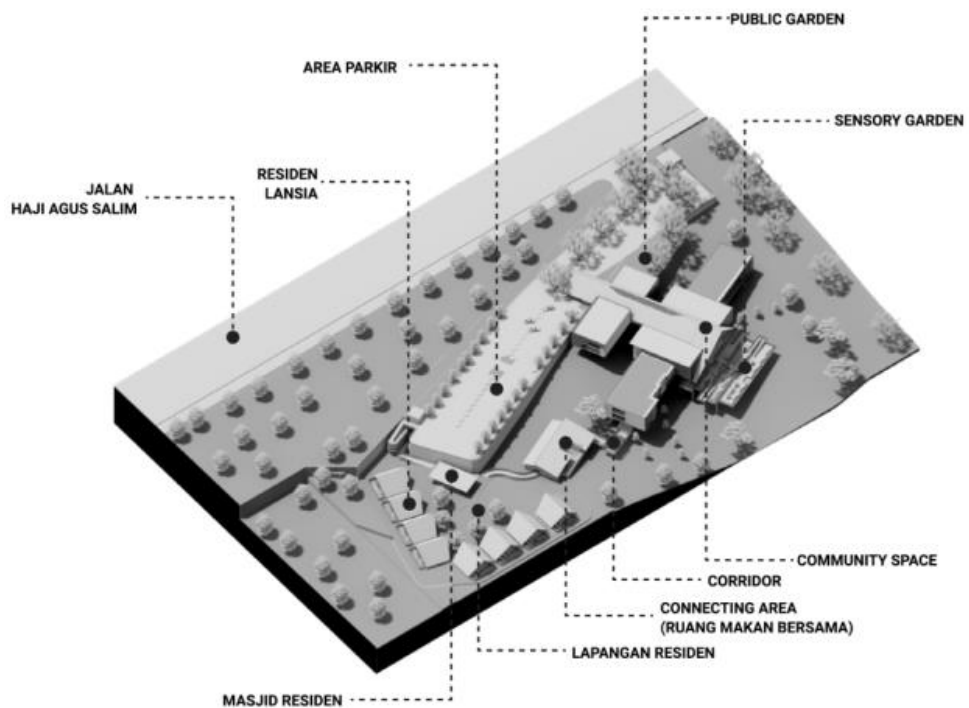 PUBLIC GARDEN
AREA PARKIR
SENSORY GARDEN
RESIDEN
LANSIA
JALAN
HAJI AGUS SALIM
COMMUNITY SPACE
CORRIDOR
CONNECTING AREA
(RUANG MAKAN BERSAMA)
LAPANGAN RESIDEN
MASJID RESIDEN